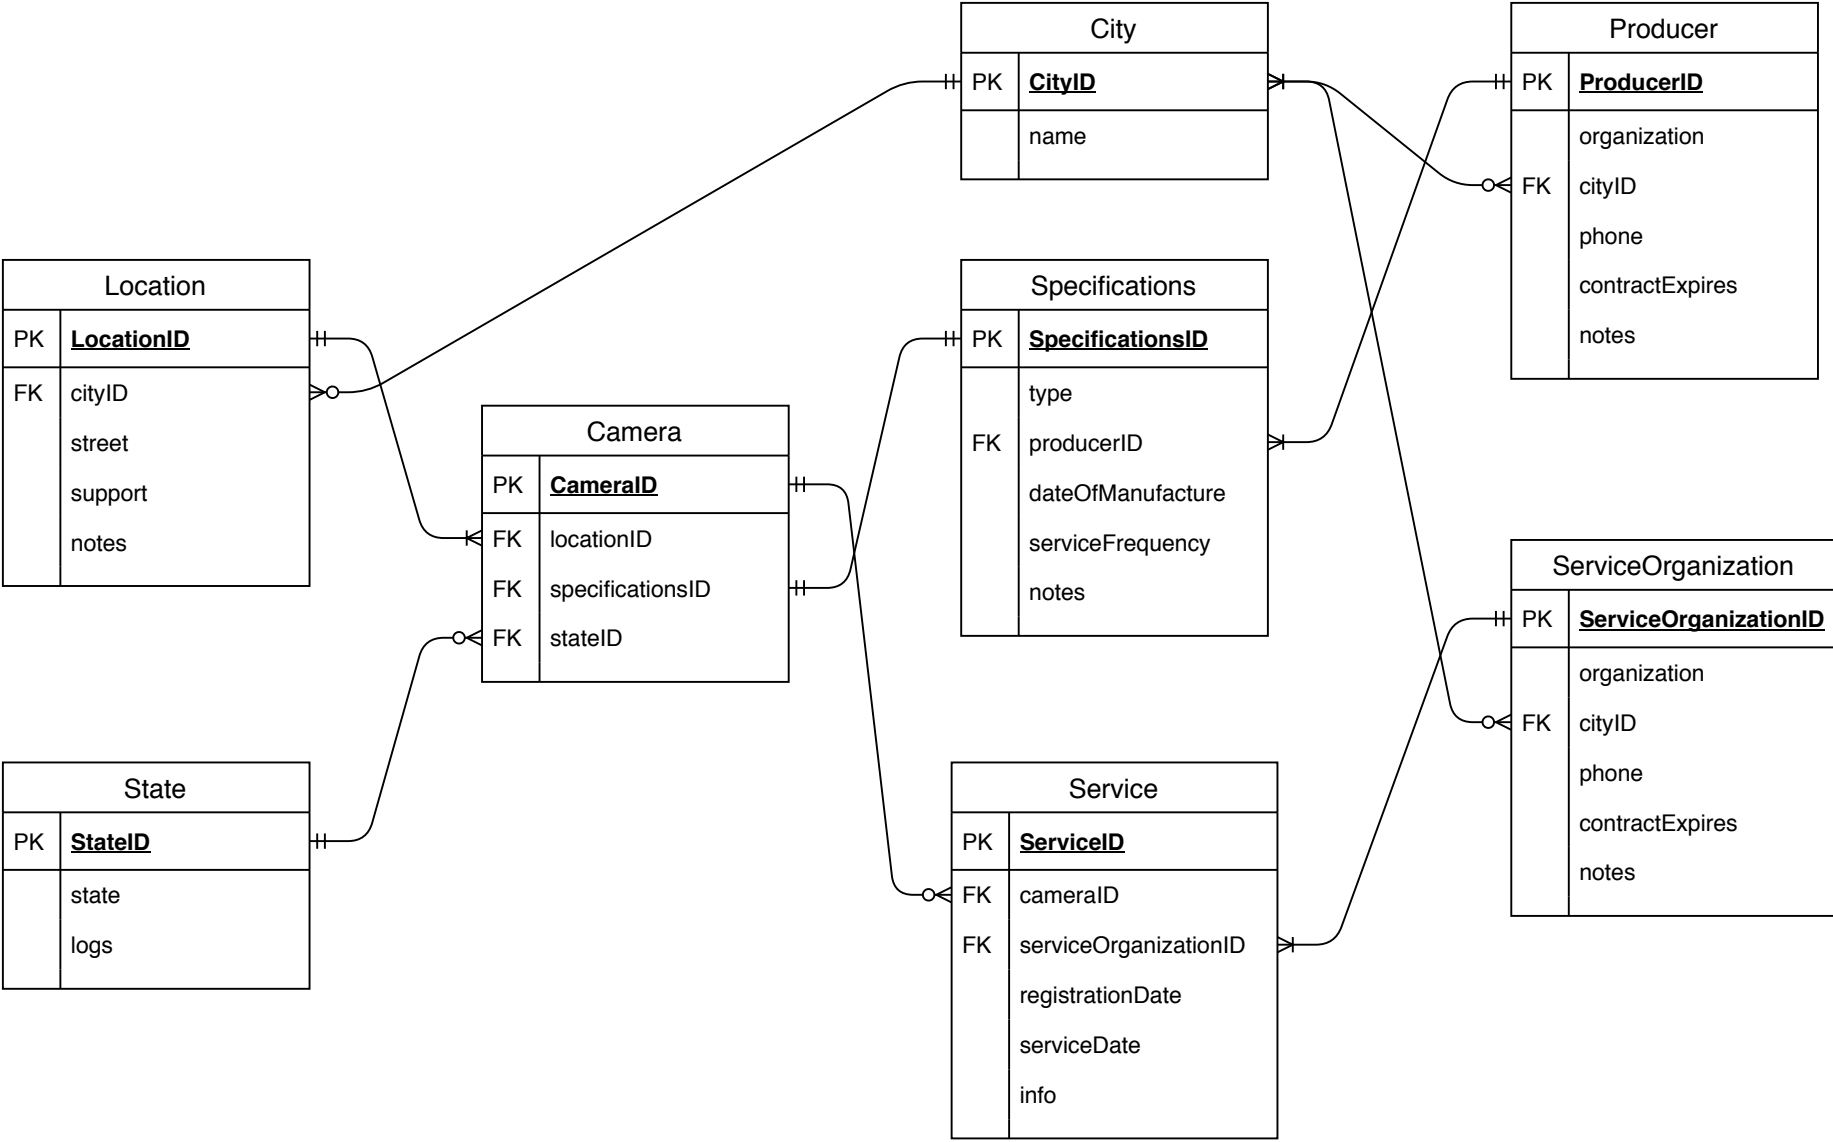 City
PK CityID
name
Producer
PK ProducerID
organization
FK cityID
phone
contractExpires
notes
Location
PK LocationID
FK cityID
street
support
notes
Specifications
PK SpecificationsID
type
FK producerID
dateOfManufacture
serviceFrequency
notes
Camera
PK CameraID
FK locationID
FK specificationsID
FK stateID
ServiceOrganization
PK ServiceOrganizationID
organization
FK cityID
phone
contractExpires
notes
State
PK StateID
state
logs
Service
PK ServiceID
FK cameraID
FK serviceOrganizationID
registrationDate
serviceDate
info